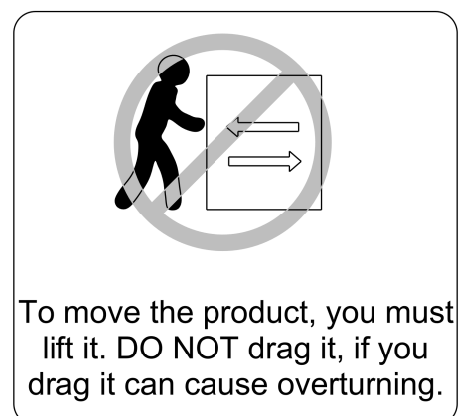 To move the product, you must
lift it. DO NOT drag it, if you
drag it can cause overturning.